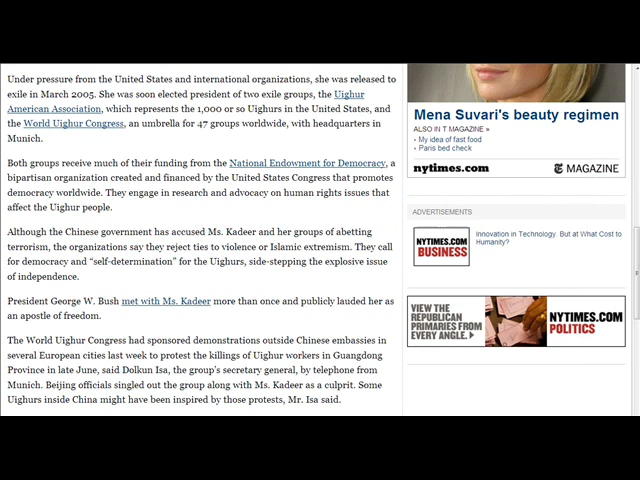 Under pressure from the United States and international organizations, she was released to
exile in March 2005. She was soon elected president of two exile groups, the Uighur
American Association, which represents the 1,000 or so Uighurs in the United States, and
the World Uighur Congress, an umbrella for 47 groups worldwide, with headquarters in
Munich.
Both groups receive much of their funding from the National Endowment for Democracy, a
bipartisan organization created and financed by the United States Congress that promotes
democracy worldwide. They engage in research and advocacy on human rights issues that
affect the Uighur people.
Although the Chinese government has accused Ms. Kadeer and her groups of abetting
terrorism, the organizations say they reject ties to violence or Islamic extremism. They call
for democracy and “self-determination” for the Uighurs, side-stepping the explosive issue
of independence.
President George W. Bush met with Ms. Kadeer more than once and publicly lauded her as
an apostle of freedom.
The World Uighur Congress had sponsored demonstrations outside Chinese embassies in
several European cities last week to protest the killings of Uighur workers in Guangdong
Province in late June, said Dolkun Isa, the group's secretary general, by telephone from
Munich. Beijing officials singled out the group along with Ms. Kadeer as a culprit. Some
Uighurs inside China might have been inspired by those protests, Mr. Isa said.
Mena Suvari's beauty regimen
ALSO IN T MAGAZINE »
My idea of fast food
Paris bed check
nytimes.com
T MAGAZINE
ADVERTISEMENTS
NYTIMES.COM
BUSINESS
Innovation in Technology. But at What Cost to
Humanity?
VIEW THE
REPUBLICAN
PRIMARIES FROM
EVERY ANGLE.
NYTIMES.COM
POLITICS